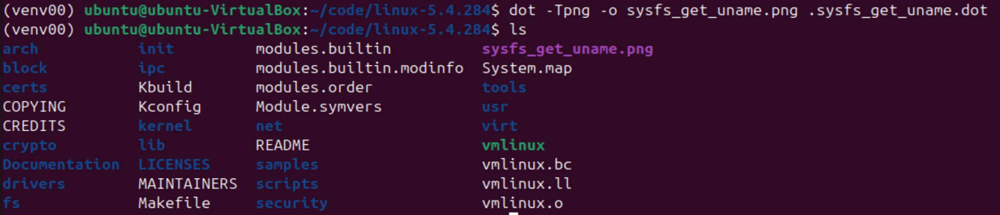 (venv00) ubuntu@ubuntu-VirtualBox:~/code/linux-5.4.284$ dot -Tpng -o sysfs_get_uname.png .sysfs_get_uname.dot
(venv00) ubuntu@ubuntu-VirtualBox:~/code/linux-5.4.284$ ls
arch init modules.builtin sysfs_get_uname.png
block ipc modules.builtin.modinfo System.map
certs Kbuild modules.order tools
COPYING Kconfig Module.symvers usr
CREDITS kernel net virt
crypto lib README vmlinux
Documentation LICENSES samples vmlinux.bc
drivers MAINTAINERS scripts vmlinux.ll
fs Makefile security vmlinux.o